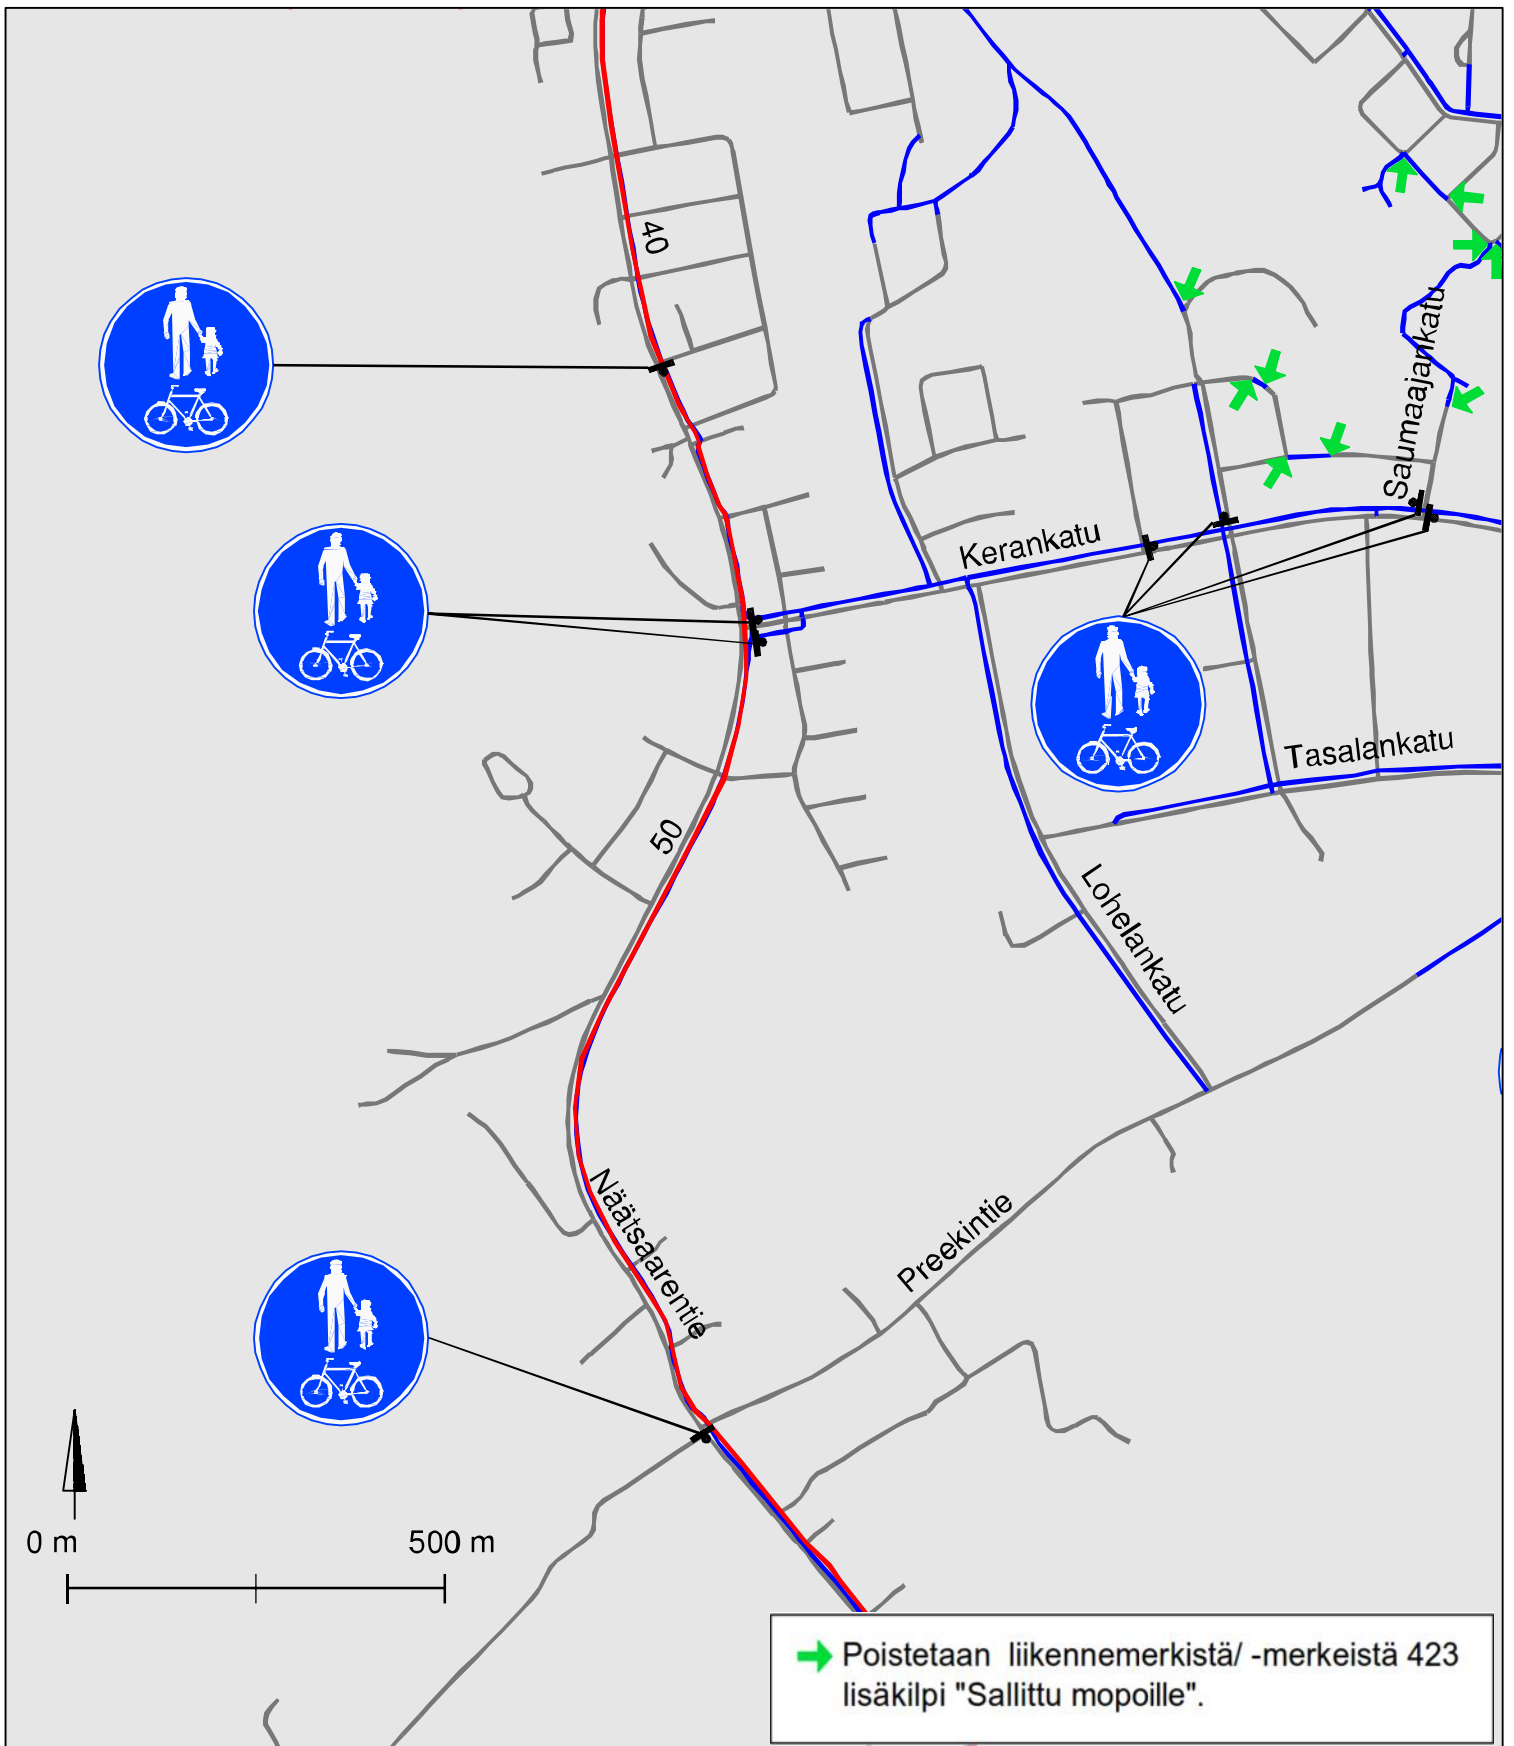 40
Saumaajankatu
Kerankatu
Tasalankatu
50
Lohelankatu
Näätsaarentie
Preekintie
0 m
500 m
Poistetaan liikennemerkistä/ -merkeistä 423
lisäkilpi "Sallittu mopoille".